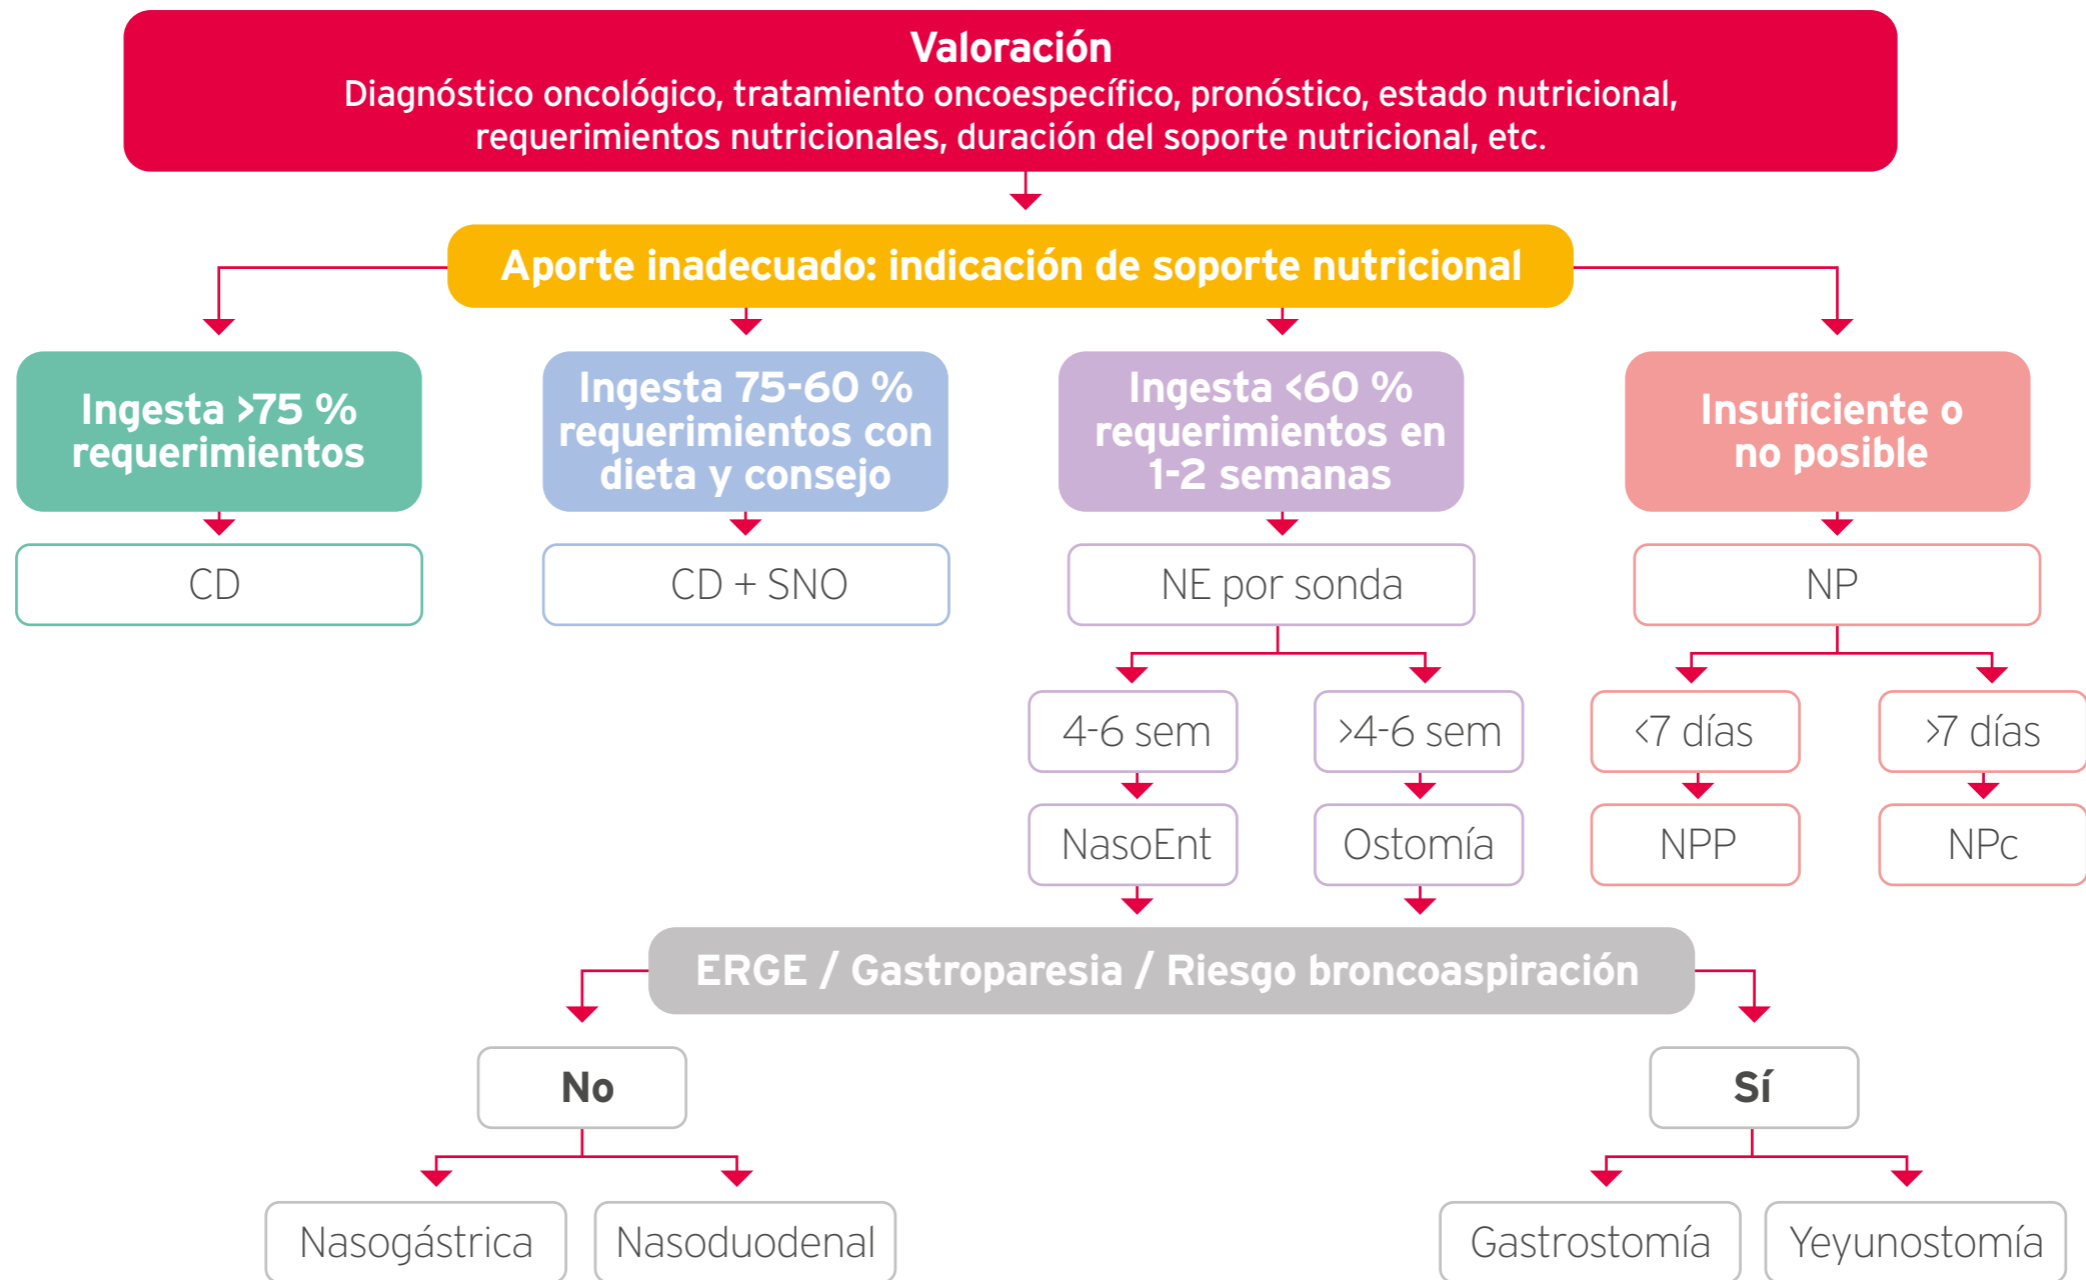 Valoración
Diagnóstico oncológico, tratamiento oncoespecífico, pronóstico, estado nutricional,
requerimientos nutricionales, duración del soporte nutricional, etc.
Aporte inadecuado: indicación de soporte nutricional
Ingesta >75 %
requerimientos
Ingesta 75-60 %
requerimientos con
dieta y consejo
Ingesta <60 %
requerimientos en
1-2 semanas
Insuficiente o
no posible
CD
CD + SNO
NE por sonda
NP
4-6 sem
>4-6 sem
<7 días
>7 días
NasoEnt
Ostomía
NPP
NPc
ERGE / Gastroparesia / Riesgo broncoaspiración
No
Sí
Nasogástrica
Nasoduodenal
Gastrostomía
Yeyunostomía